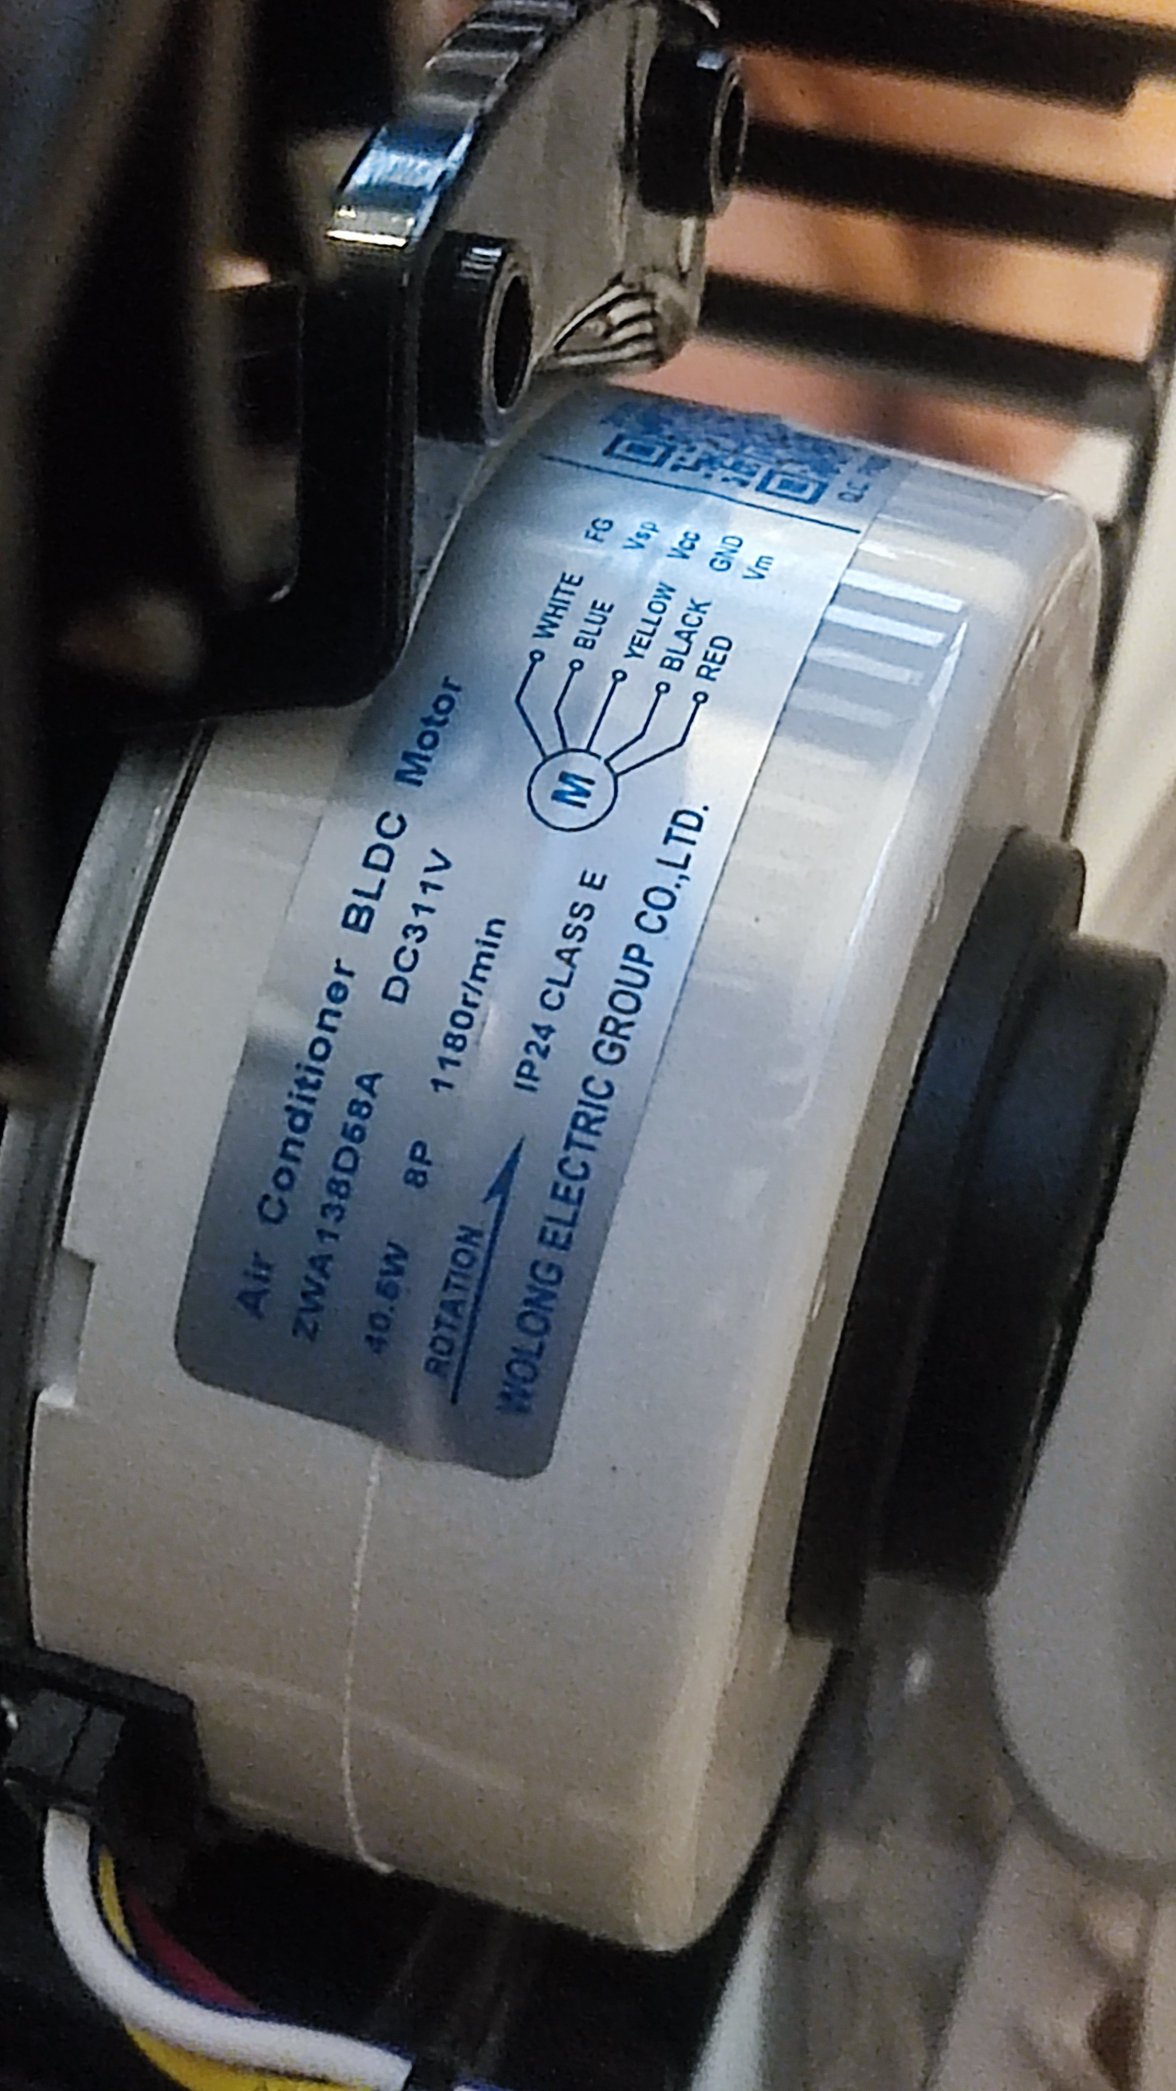 Air Conditioner BLDC Motor
ZWA138D68A DC311V
40.5W 8P 1180r/min
ROTATION IP24 CLASS E
WOLONG ELECTRIC GROUP CO.,LTD.
M
WHITE FG
BLUE Vsp
YELLOW Vcc
BLACK GND
RED Vm
Q.C.